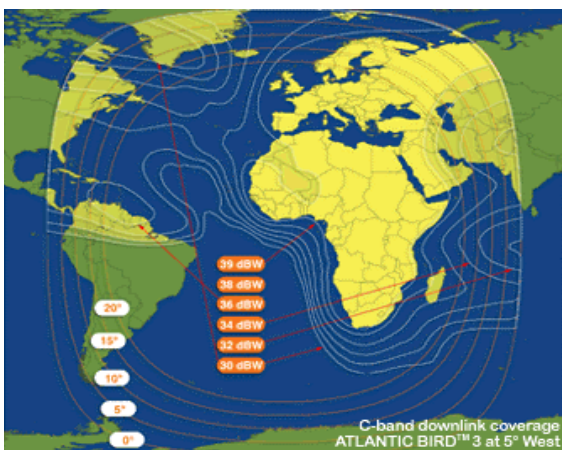 39 dBW
38 dBW
36 dBW
34 dBW
32 dBW
30 dBW
20°
15°
10°
5°
0°
C-band downlink coverage
ATLANTIC BIRD™ 3 at 5° West